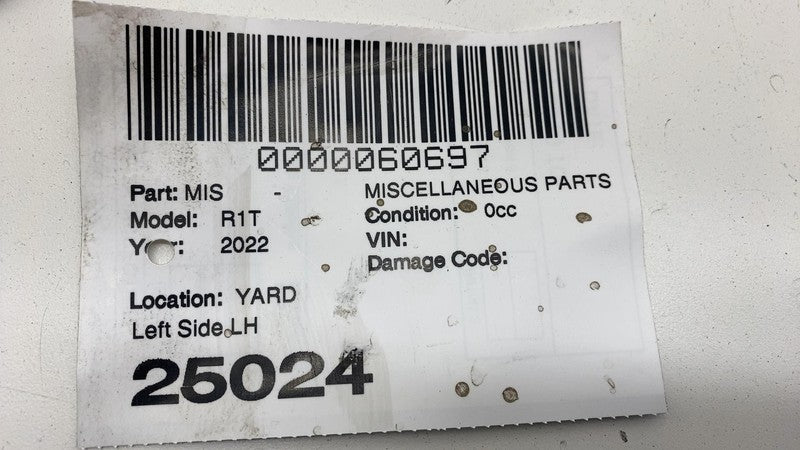 0000060697
Part: MIS - MISCELLANEOUS PARTS
Model: R1T Condition: 0cc
Year: 2022 VIN:
Damage Code:
Location: YARD
Left Side LH
25024